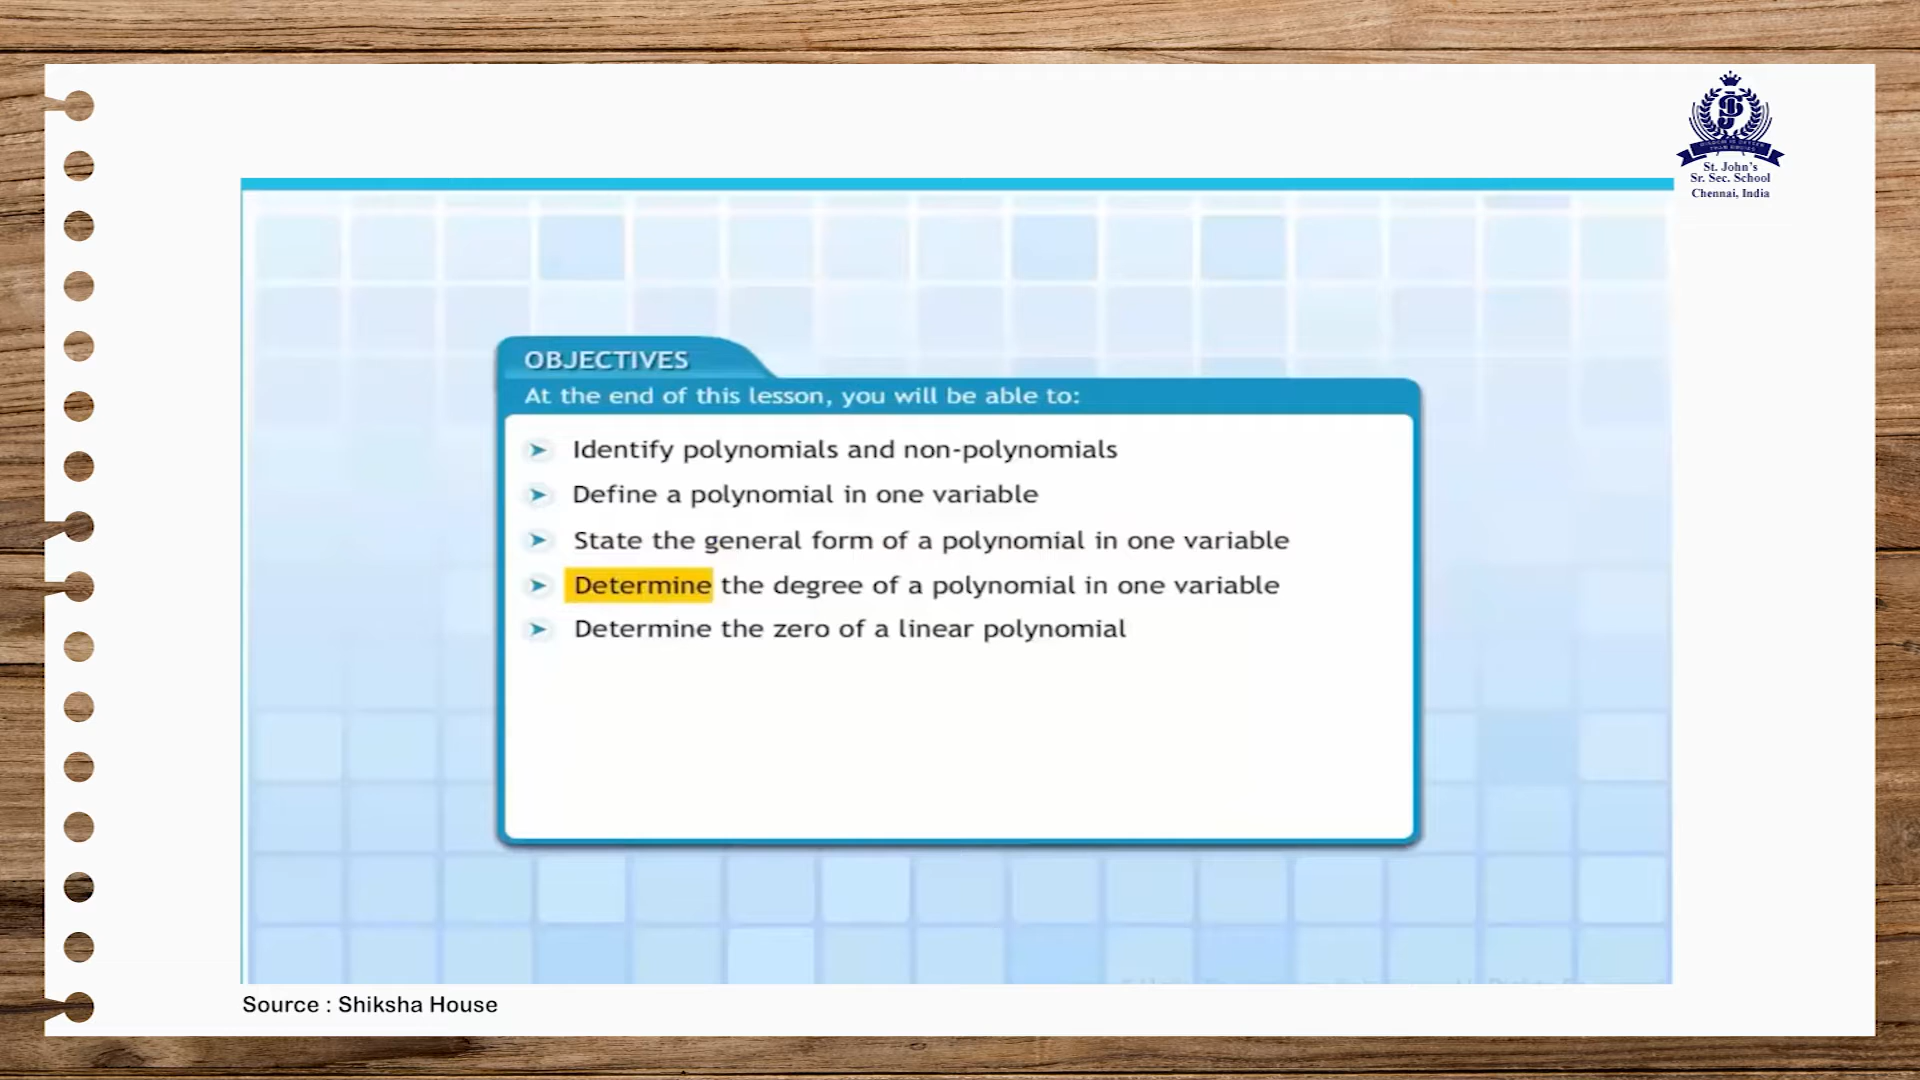 St. John's
Sr. Sec. School
Chennai, India
OBJECTIVES
At the end of this lesson, you will be able to:
Identify polynomials and non-polynomials
Define a polynomial in one variable
State the general form of a polynomial in one variable
Determine the degree of a polynomial in one variable
Determine the zero of a linear polynomial
Source : Shiksha House